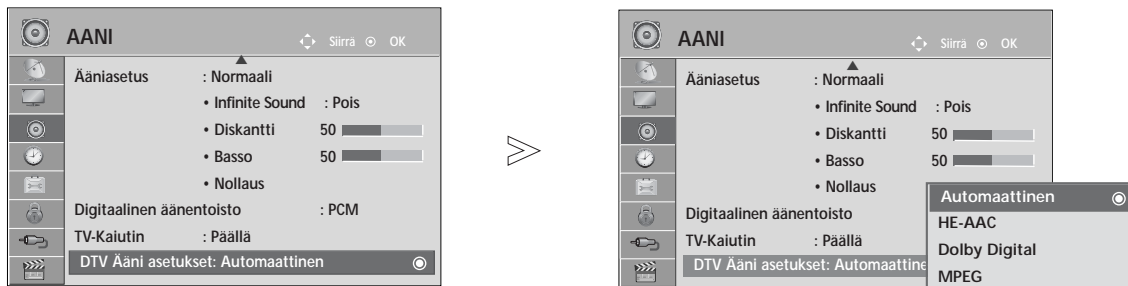 AANI Siirrä OK
Ääniasetus : Normaali
• Infinite Sound : Pois
• Diskantti 50
• Basso 50
• Nollaus
Digitaalinen äänentoisto : PCM
TV-Kaiutin : Päällä
DTV Ääni asetukset: Automaattinen
>
AANI Siirrä OK
Ääniasetus : Normaali
• Infinite Sound : Pois
• Diskantti 50
• Basso 50
• Nollaus
Digitaalinen äänentoisto
TV-Kaiutin : Päällä
DTV Ääni asetukset: Automaattine
Automaattinen
HE-AAC
Dolby Digital
MPEG